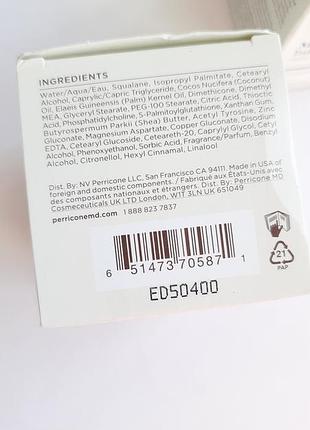 INGREDIENTS
Water/Aqua/Eau, Squalane, Isopropyl Palmitate, Cetearyl
Alcohol, Caprylic/Capric Triglyceride, Cocos Nucifera (Coconut)
Oil, Elaeis Guineensis (Palm) Kernel Oil, Dimethicone, Dimethyl
MEA, Glyceryl Stearate, PEG-100 Stearate, Citric Acid, Thioctic
Acid, Phosphatidylcholine, 5-Palmitoyloxystyligustrate, Xanthan Gum,
Butyrospermum Parkii (Shea) Butter, Acetyl Tyrosine, Zinc
Gluconate, Magnesium Aspartate, Copper Gluconate, Disodium
EDTA, Cetearyl Glucoside, Ceteareth-20, Caprylyl Glycol, Cetyl
Alcohol, Phenoxyethanol, Sorbic Acid, Fragrance/Parfum, Benzyl
Alcohol, Citronellol, Hexyl Cinnamal, Linalool
Dist. By: NV Perricone LLC, San Francisco CA 94111. Made in USA of
foreign and domestic components. / Fabriqué aux États-Unis avec
des composants nationaux et étrangers. Dist. By: Perricone MD
Cosmeceuticals UK LTD London, W1T 3LN UK 651049
perriconemd.com 1 888 823 7837
6 51473 70587 1
21
PAP
ED50400